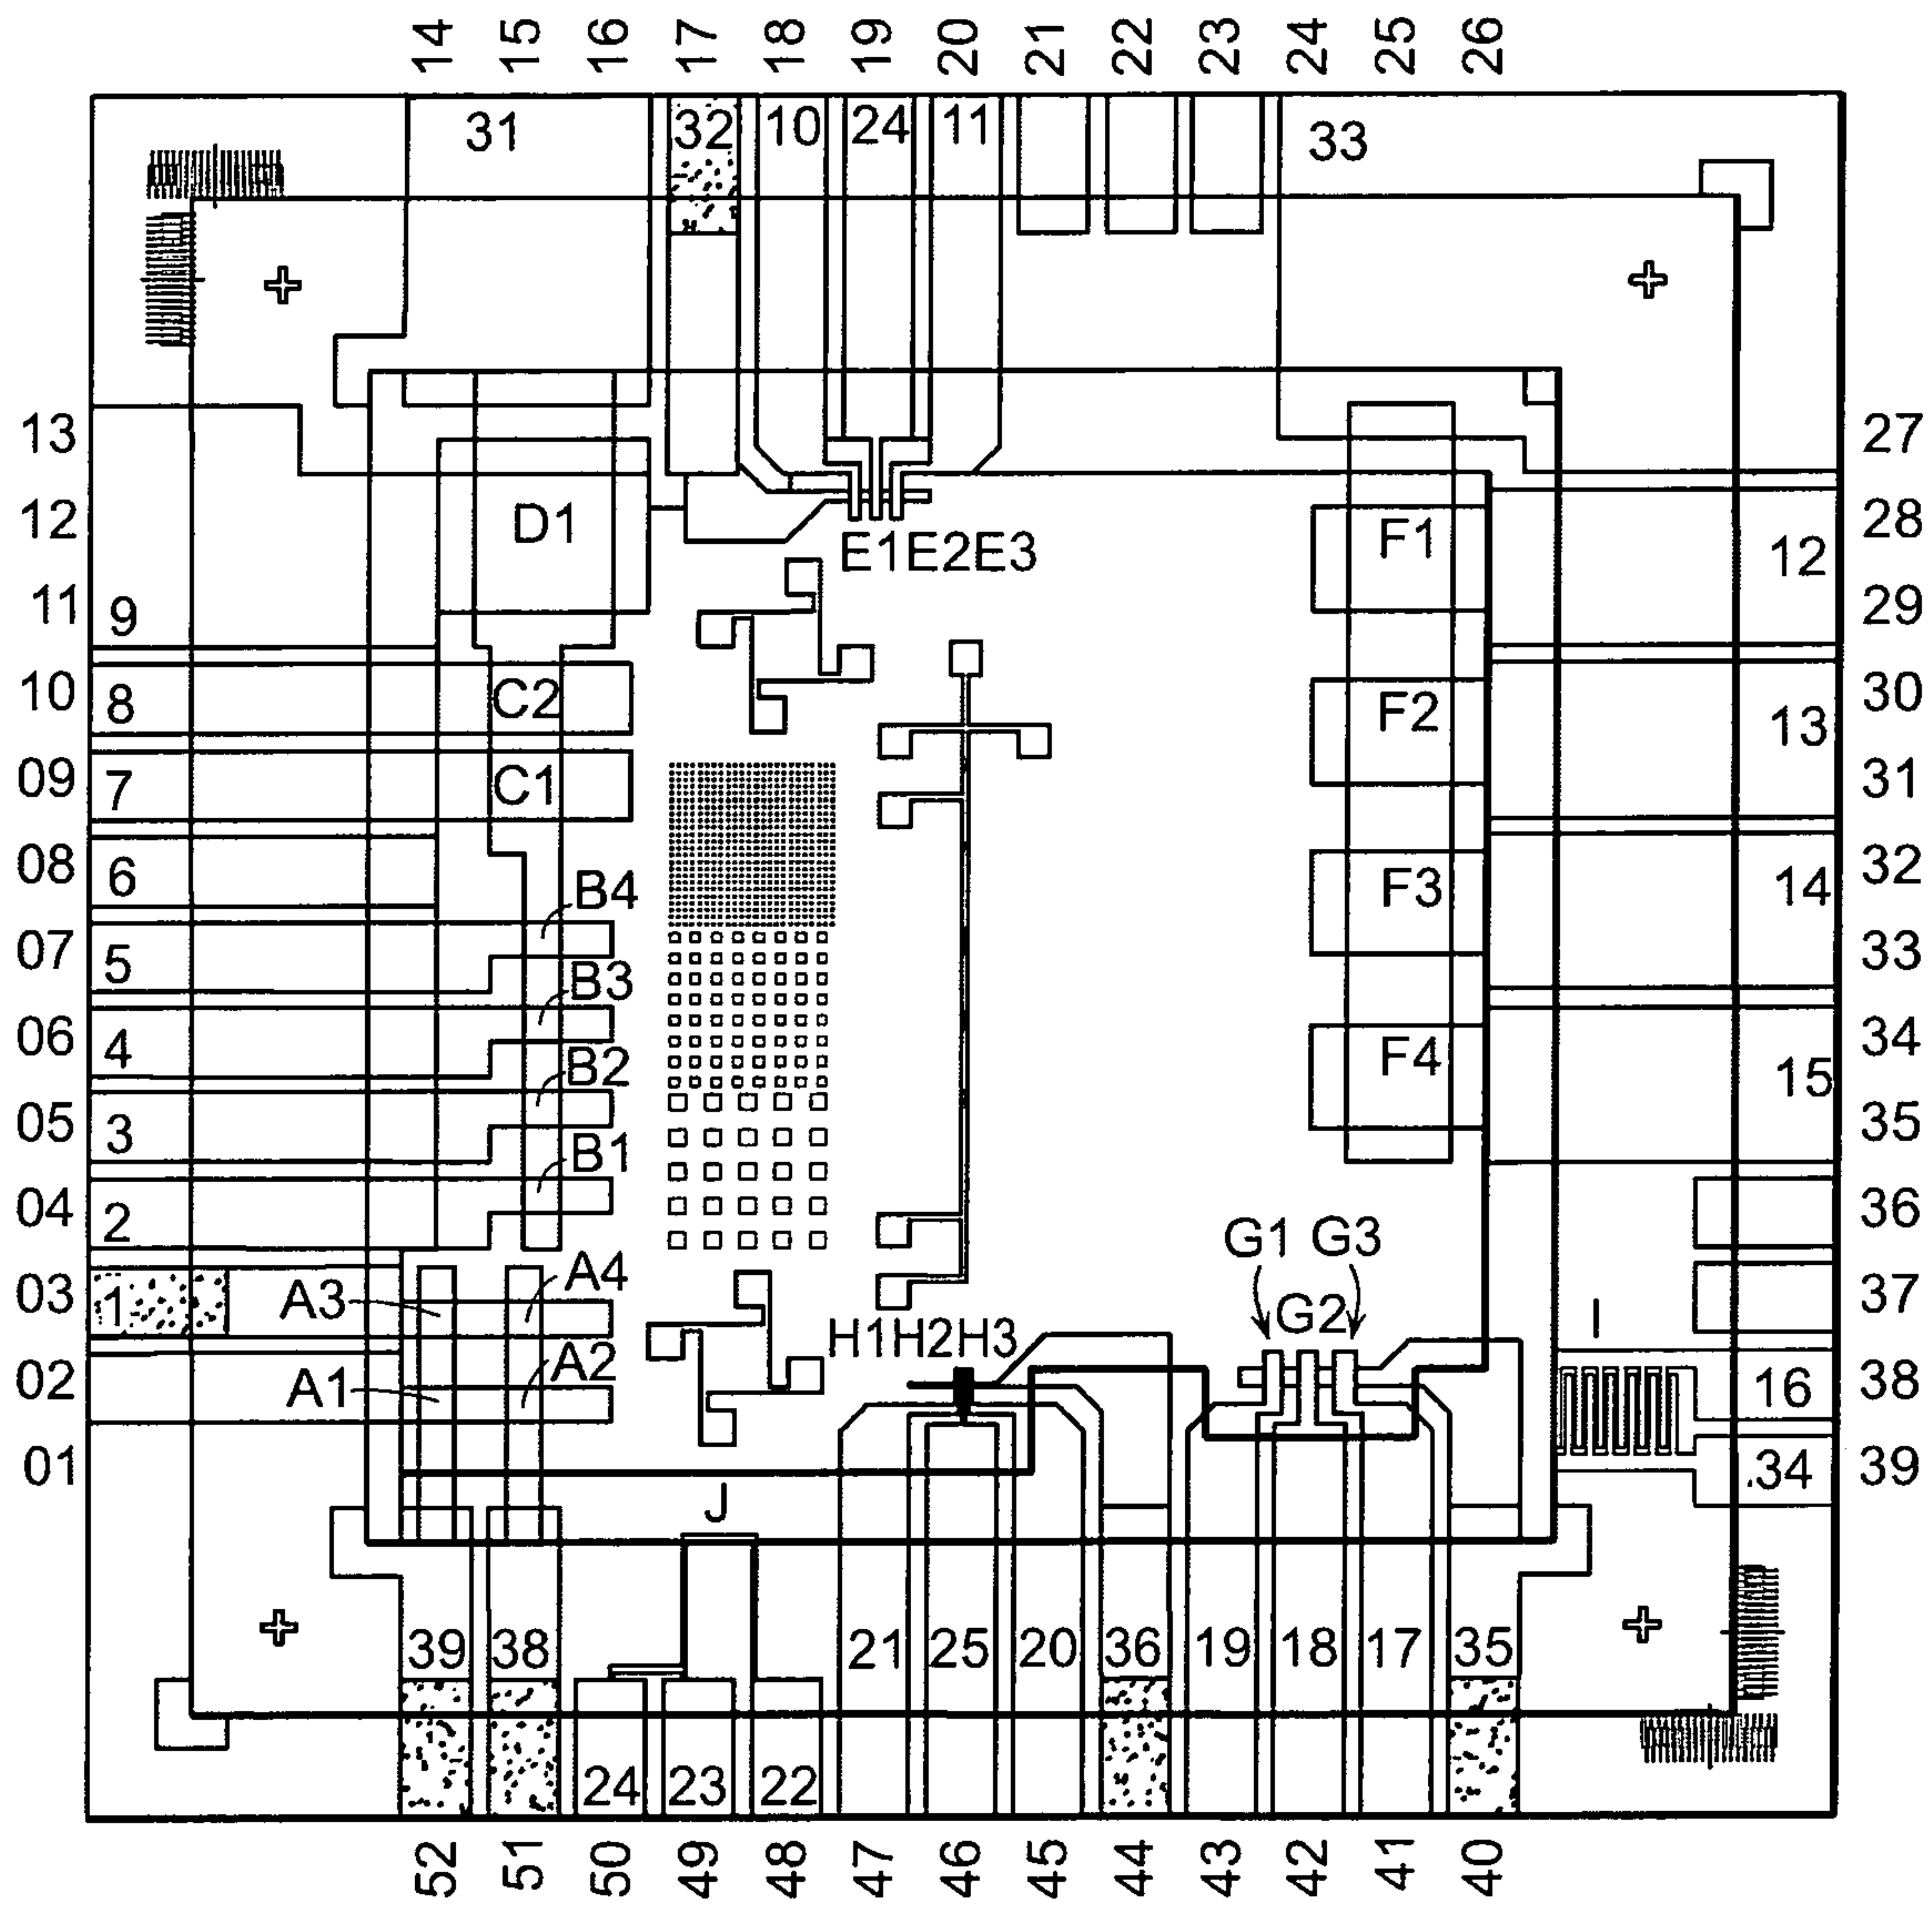 14 15 16 17 18 19 20 21 22 23 24 25 26
31 32 10 24 11 33
13 27
12 D1 28
E1E2E3 F1 12
11 9 29
10 8 C2 F2 13 30
09 7 C1 31
08 6 B4 F3 14 32
07 5 B3 33
06 4 B2 F4 15 34
05 3 B1 35
04 2 G1 G3 36
03 1 A3 A4 G2 I 37
H1H2H3
02 A1 A2 16 38
01 34 39
J
39 38 21 25 20 36 19 18 17 35
24 23 22
52 51 50 49 48 47 46 45 44 43 42 41 40